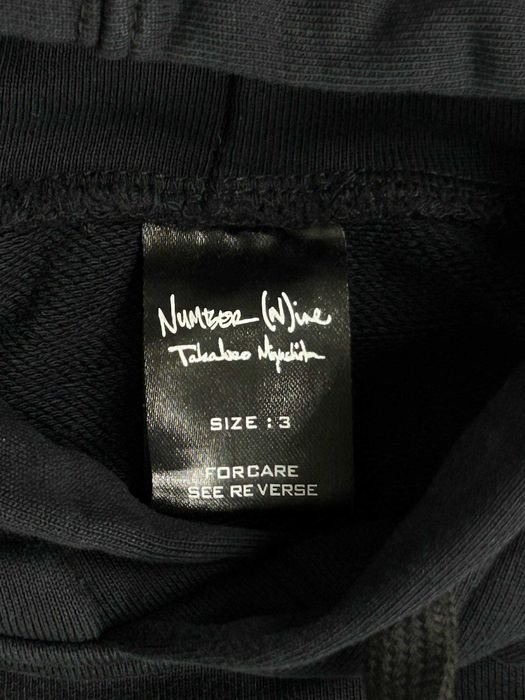 NUMBER (N)ine
Takahiro Miyashita
SIZE : 3
FOR CARE
SEE REVERSE